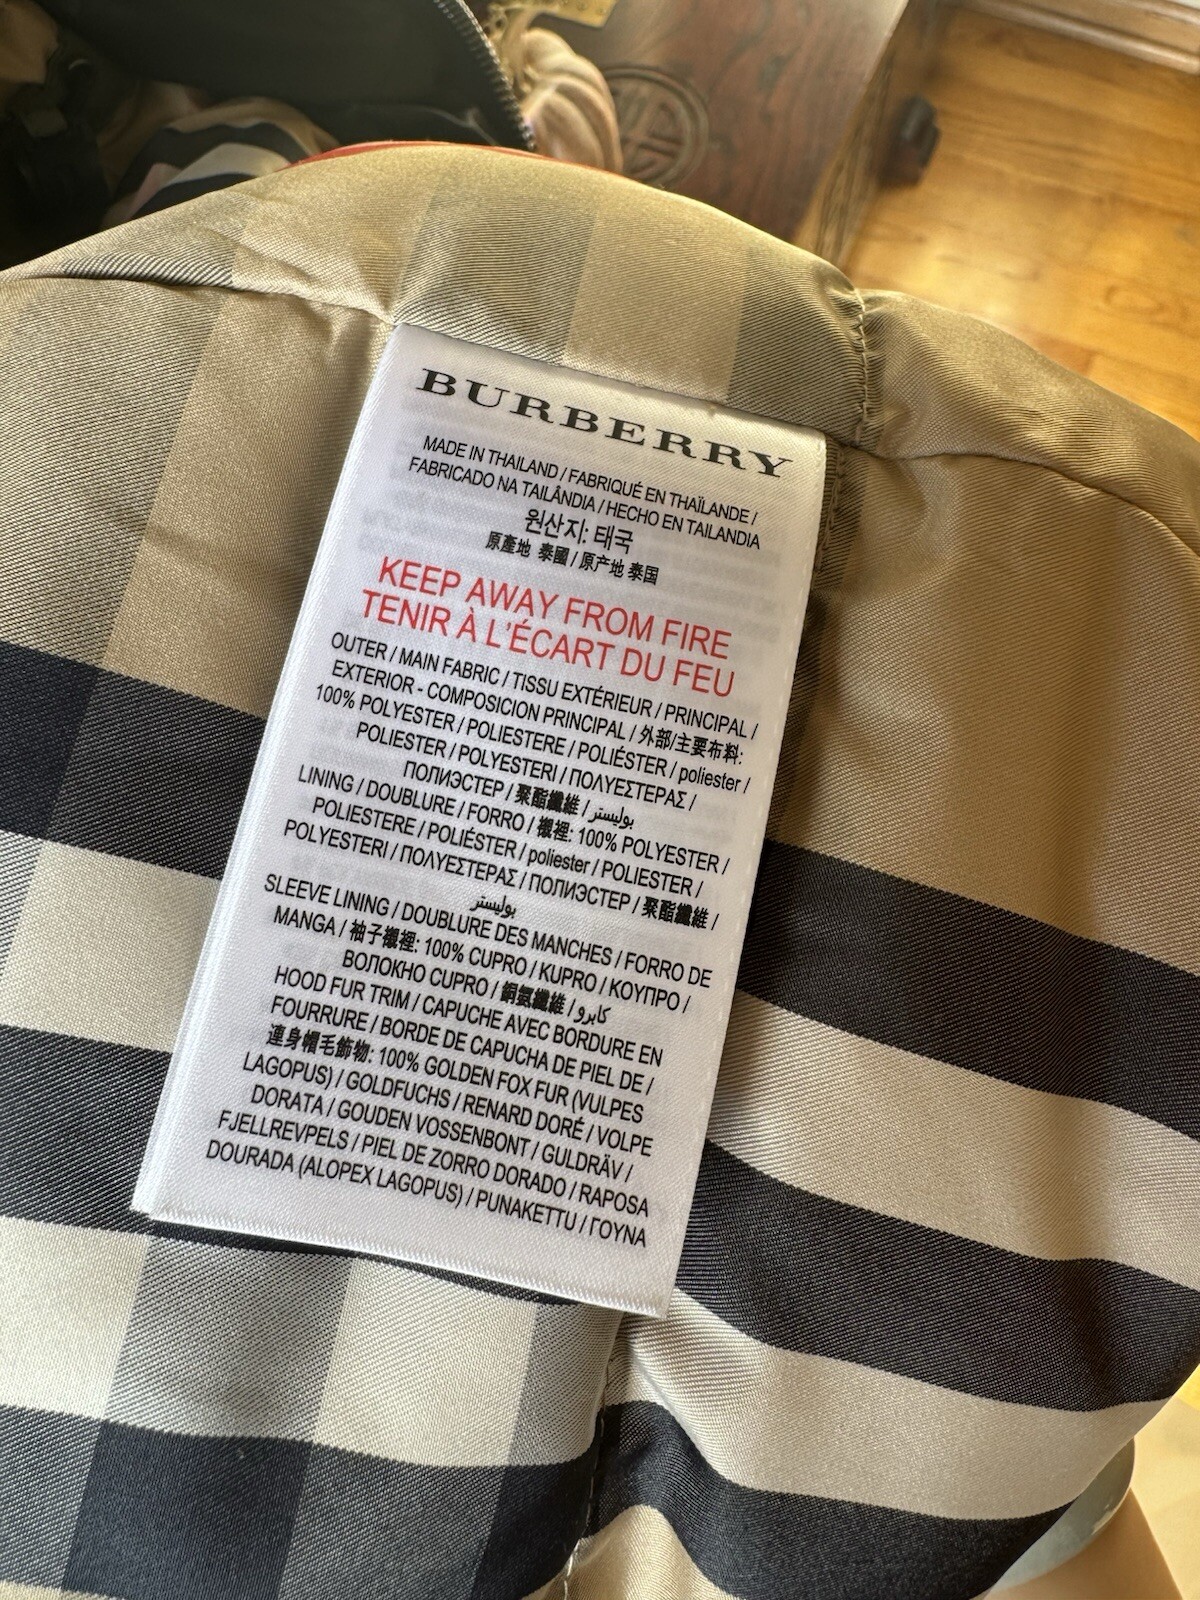 BURBERRY
MADE IN THAILAND / FABRIQUÉ EN THAÏLANDE /
FABRICADO NA TAILÂNDIA / HECHO EN TAILANDIA
원산지: 태국
原產地 泰國 / 原产地 泰国
KEEP AWAY FROM FIRE
TENIR À L'ÉCART DU FEU
OUTER / MAIN FABRIC / TISSU EXTÉRIEUR / PRINCIPAL /
EXTERIOR - COMPOSICION PRINCIPAL / 外部/主要布料:
100% POLYESTER / POLIESTERE / POLIÉSTER / poliester /
POLIESTER / POLYESTERI / ΠΟΛΥΕΣΤΕΡΑΣ /
ПОЛИЭСТЕР / 聚酯纖維 / بوليستر
LINING / DOUBLURE / FORRO / 襯裡: 100% POLYESTER /
POLIESTERE / POLIÉSTER / poliester / POLIESTER /
POLYESTERI / ΠΟΛΥΕΣΤΕΡΑΣ / ПОЛИЭСТЕР / 聚酯纖維 /
بوليستر
SLEEVE LINING / DOUBLURE DES MANCHES / FORRO DE
MANGA / 袖子襯裡: 100% CUPRO / KUPRO / ΚΟΥΠΡΟ /
ВОЛОКНО CUPRO / 銅氨纖維 / كابرو
HOOD FUR TRIM / CAPUCHE AVEC BORDURE EN
FOURRURE / BORDE DE CAPUCHA DE PIEL DE /
連身帽毛飾物: 100% GOLDEN FOX FUR (VULPES
LAGOPUS) / GOLDFUCHS / RENARD DORÉ / VOLPE
DORATA / GOUDEN VOSSENBONT / GULDRÄV /
FJELLREVPELS / PIEL DE ZORRO DORADO / RAPOSA
DOURADA (ALOPEX LAGOPUS) / PUNAKETTU / ΓΟΥΝΑ